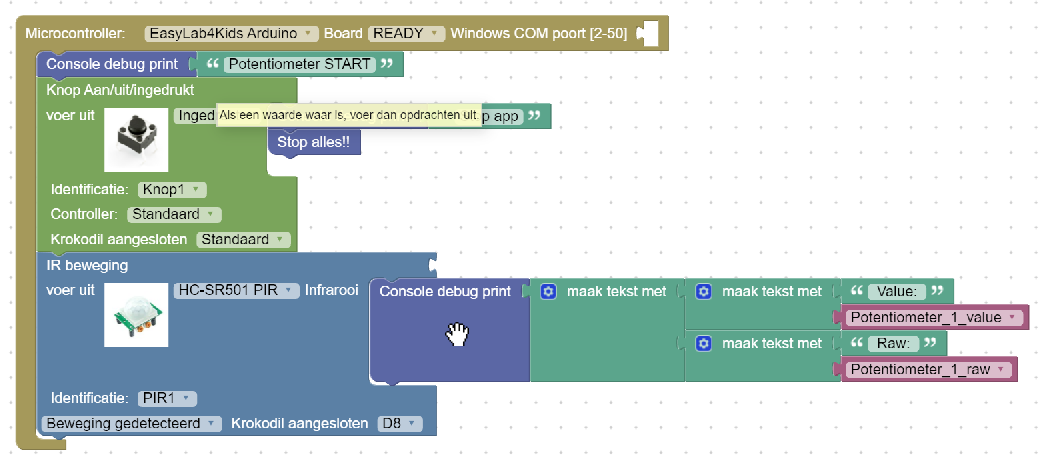 Microcontroller: EasyLab4Kids Arduino Board READY Windows COM poort [2-50]
Console debug print “ Potentiometer START ”
Knop Aan/uit/ingedrukt
voer uit Inged app ”
Als een waarde waar is, voer dan opdrachten uit.
Stop alles!!
Identificatie: Knop1
Controller: Standaard
Krokodil aangesloten Standaard
IR beweging
voer uit HC-SR501 PIR Infrarooi Console debug print maak tekst met maak tekst met “ Value: ”
Potentiometer_1_value
maak tekst met “ Raw: ”
Potentiometer_1_raw
Identificatie: PIR1
Beweging gedetecteerd Krokodil aangesloten D8